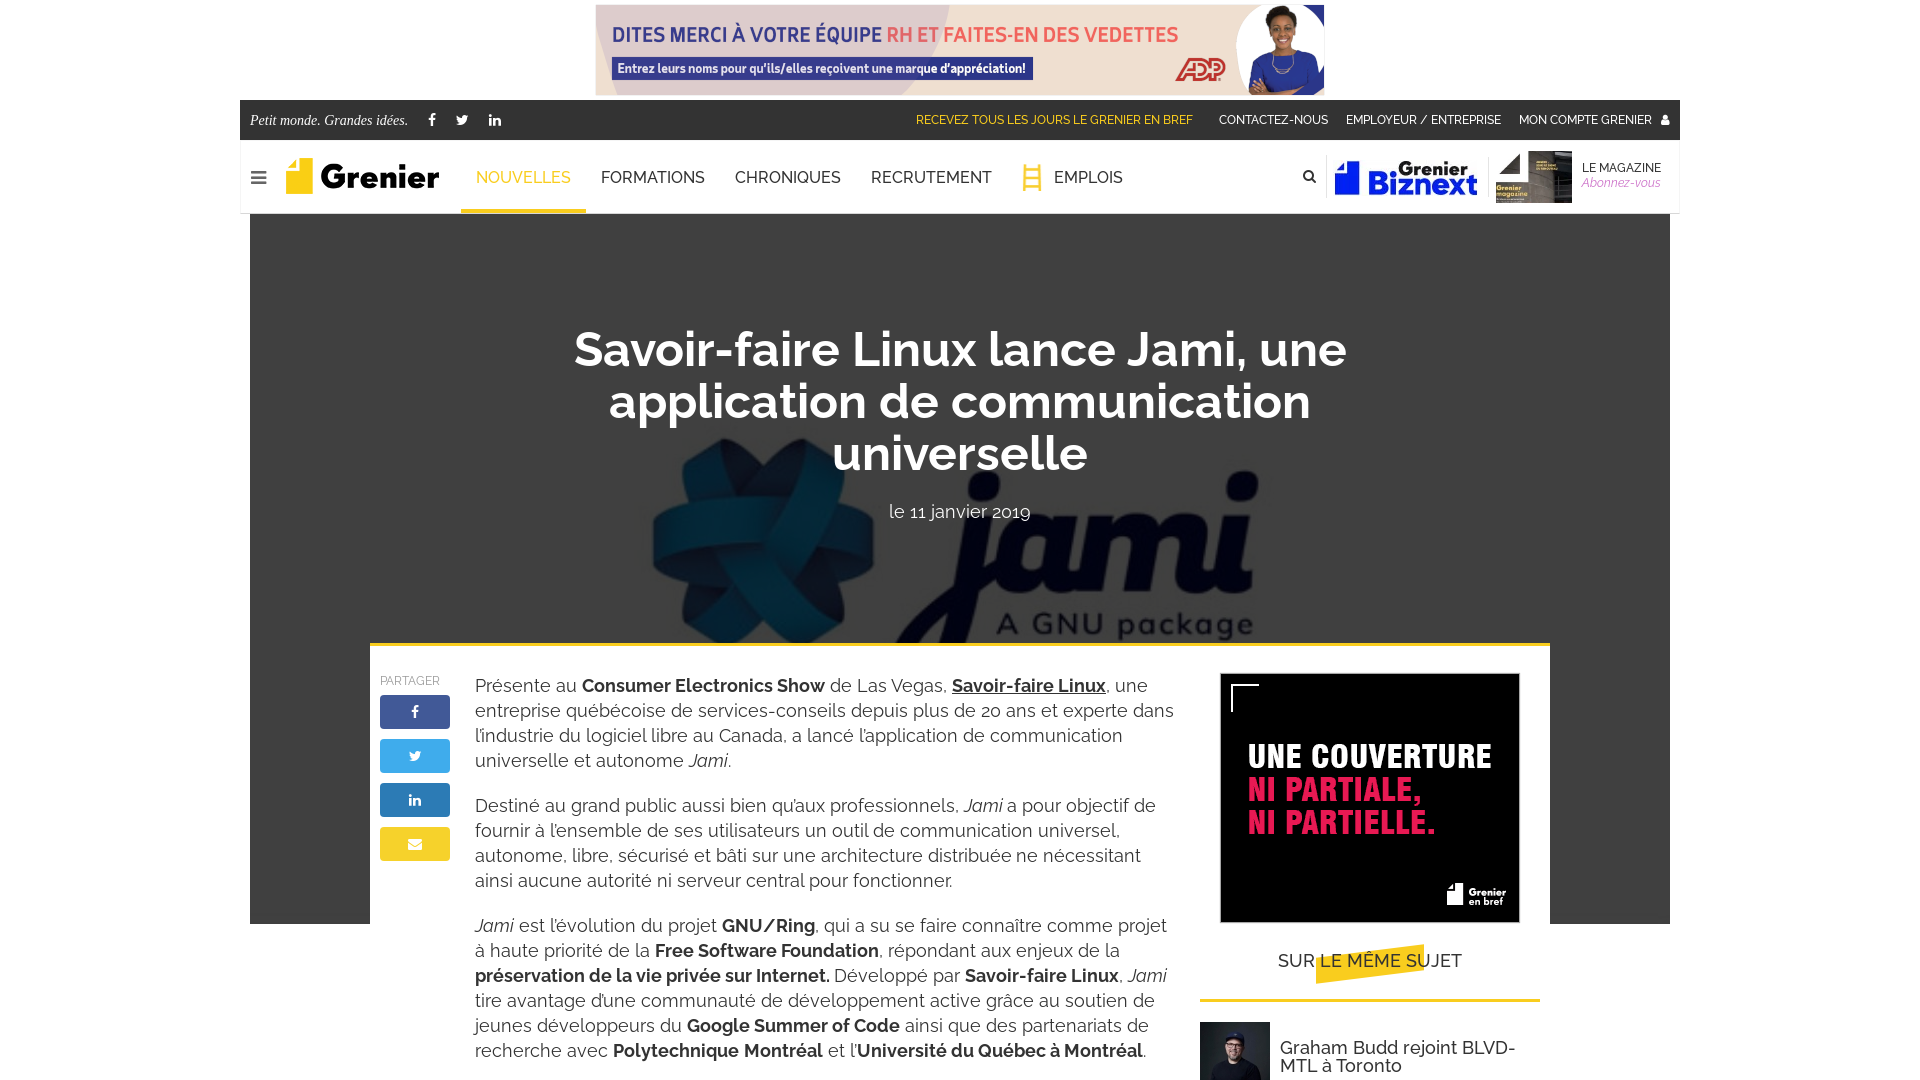 DITES MERCI À VOTRE ÉQUIPE RH ET FAITES-EN DES VEDETTES
Entrez leurs noms pour qu'ils/elles reçoivent une marque d'appréciation!
ADP
Petit monde. Grandes idées.
RECEVEZ TOUS LES JOURS LE GRENIER EN BREF
CONTACTEZ-NOUS
EMPLOYEUR / ENTREPRISE
MON COMPTE GRENIER
Grenier
NOUVELLES
FORMATIONS
CHRONIQUES
RECRUTEMENT
EMPLOIS
Grenier
Biznext
Grenier
magazine
LE MAGAZINE
Abonnez-vous
Savoir-faire Linux lance Jami, une
application de communication
universelle
le 11 janvier 2019
jami
A GNU package
PARTAGER
Présente au Consumer Electronics Show de Las Vegas, Savoir-faire Linux, une
entreprise québécoise de services-conseils depuis plus de 20 ans et experte dans
l'industrie du logiciel libre au Canada, a lancé l'application de communication
universelle et autonome Jami.
Destiné au grand public aussi bien qu'aux professionnels, Jami a pour objectif de
fournir à l'ensemble de ses utilisateurs un outil de communication universel,
autonome, libre, sécurisé et bâti sur une architecture distribuée ne nécessitant
ainsi aucune autorité ni serveur central pour fonctionner.
Jami est l'évolution du projet GNU/Ring, qui a su se faire connaître comme projet
à haute priorité de la Free Software Foundation, répondant aux enjeux de la
préservation de la vie privée sur Internet. Développé par Savoir-faire Linux, Jami
tire avantage d'une communauté de développement active grâce au soutien de
jeunes développeurs du Google Summer of Code ainsi que des partenariats de
recherche avec Polytechnique Montréal et l'Université du Québec à Montréal.
UNE COUVERTURE
NI PARTIALE,
NI PARTIELLE.
Grenier
en bref
SUR LE MÊME SUJET
Graham Budd rejoint BLVD-
MTL à Toronto